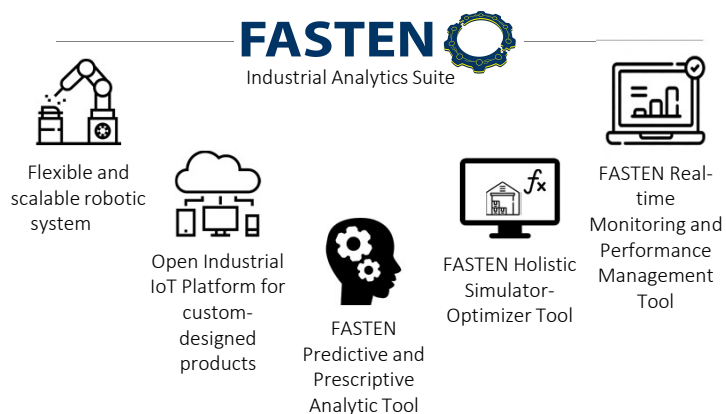 FASTEN
Industrial Analytics Suite
Flexible and
scalable robotic
system
Open Industrial
IoT Platform for
custom-
designed
products
FASTEN
Predictive and
Prescriptive
Analytic Tool
fx
FASTEN Holistic
Simulator-
Optimizer Tool
FASTEN Real-
time
Monitoring and
Performance
Management
Tool